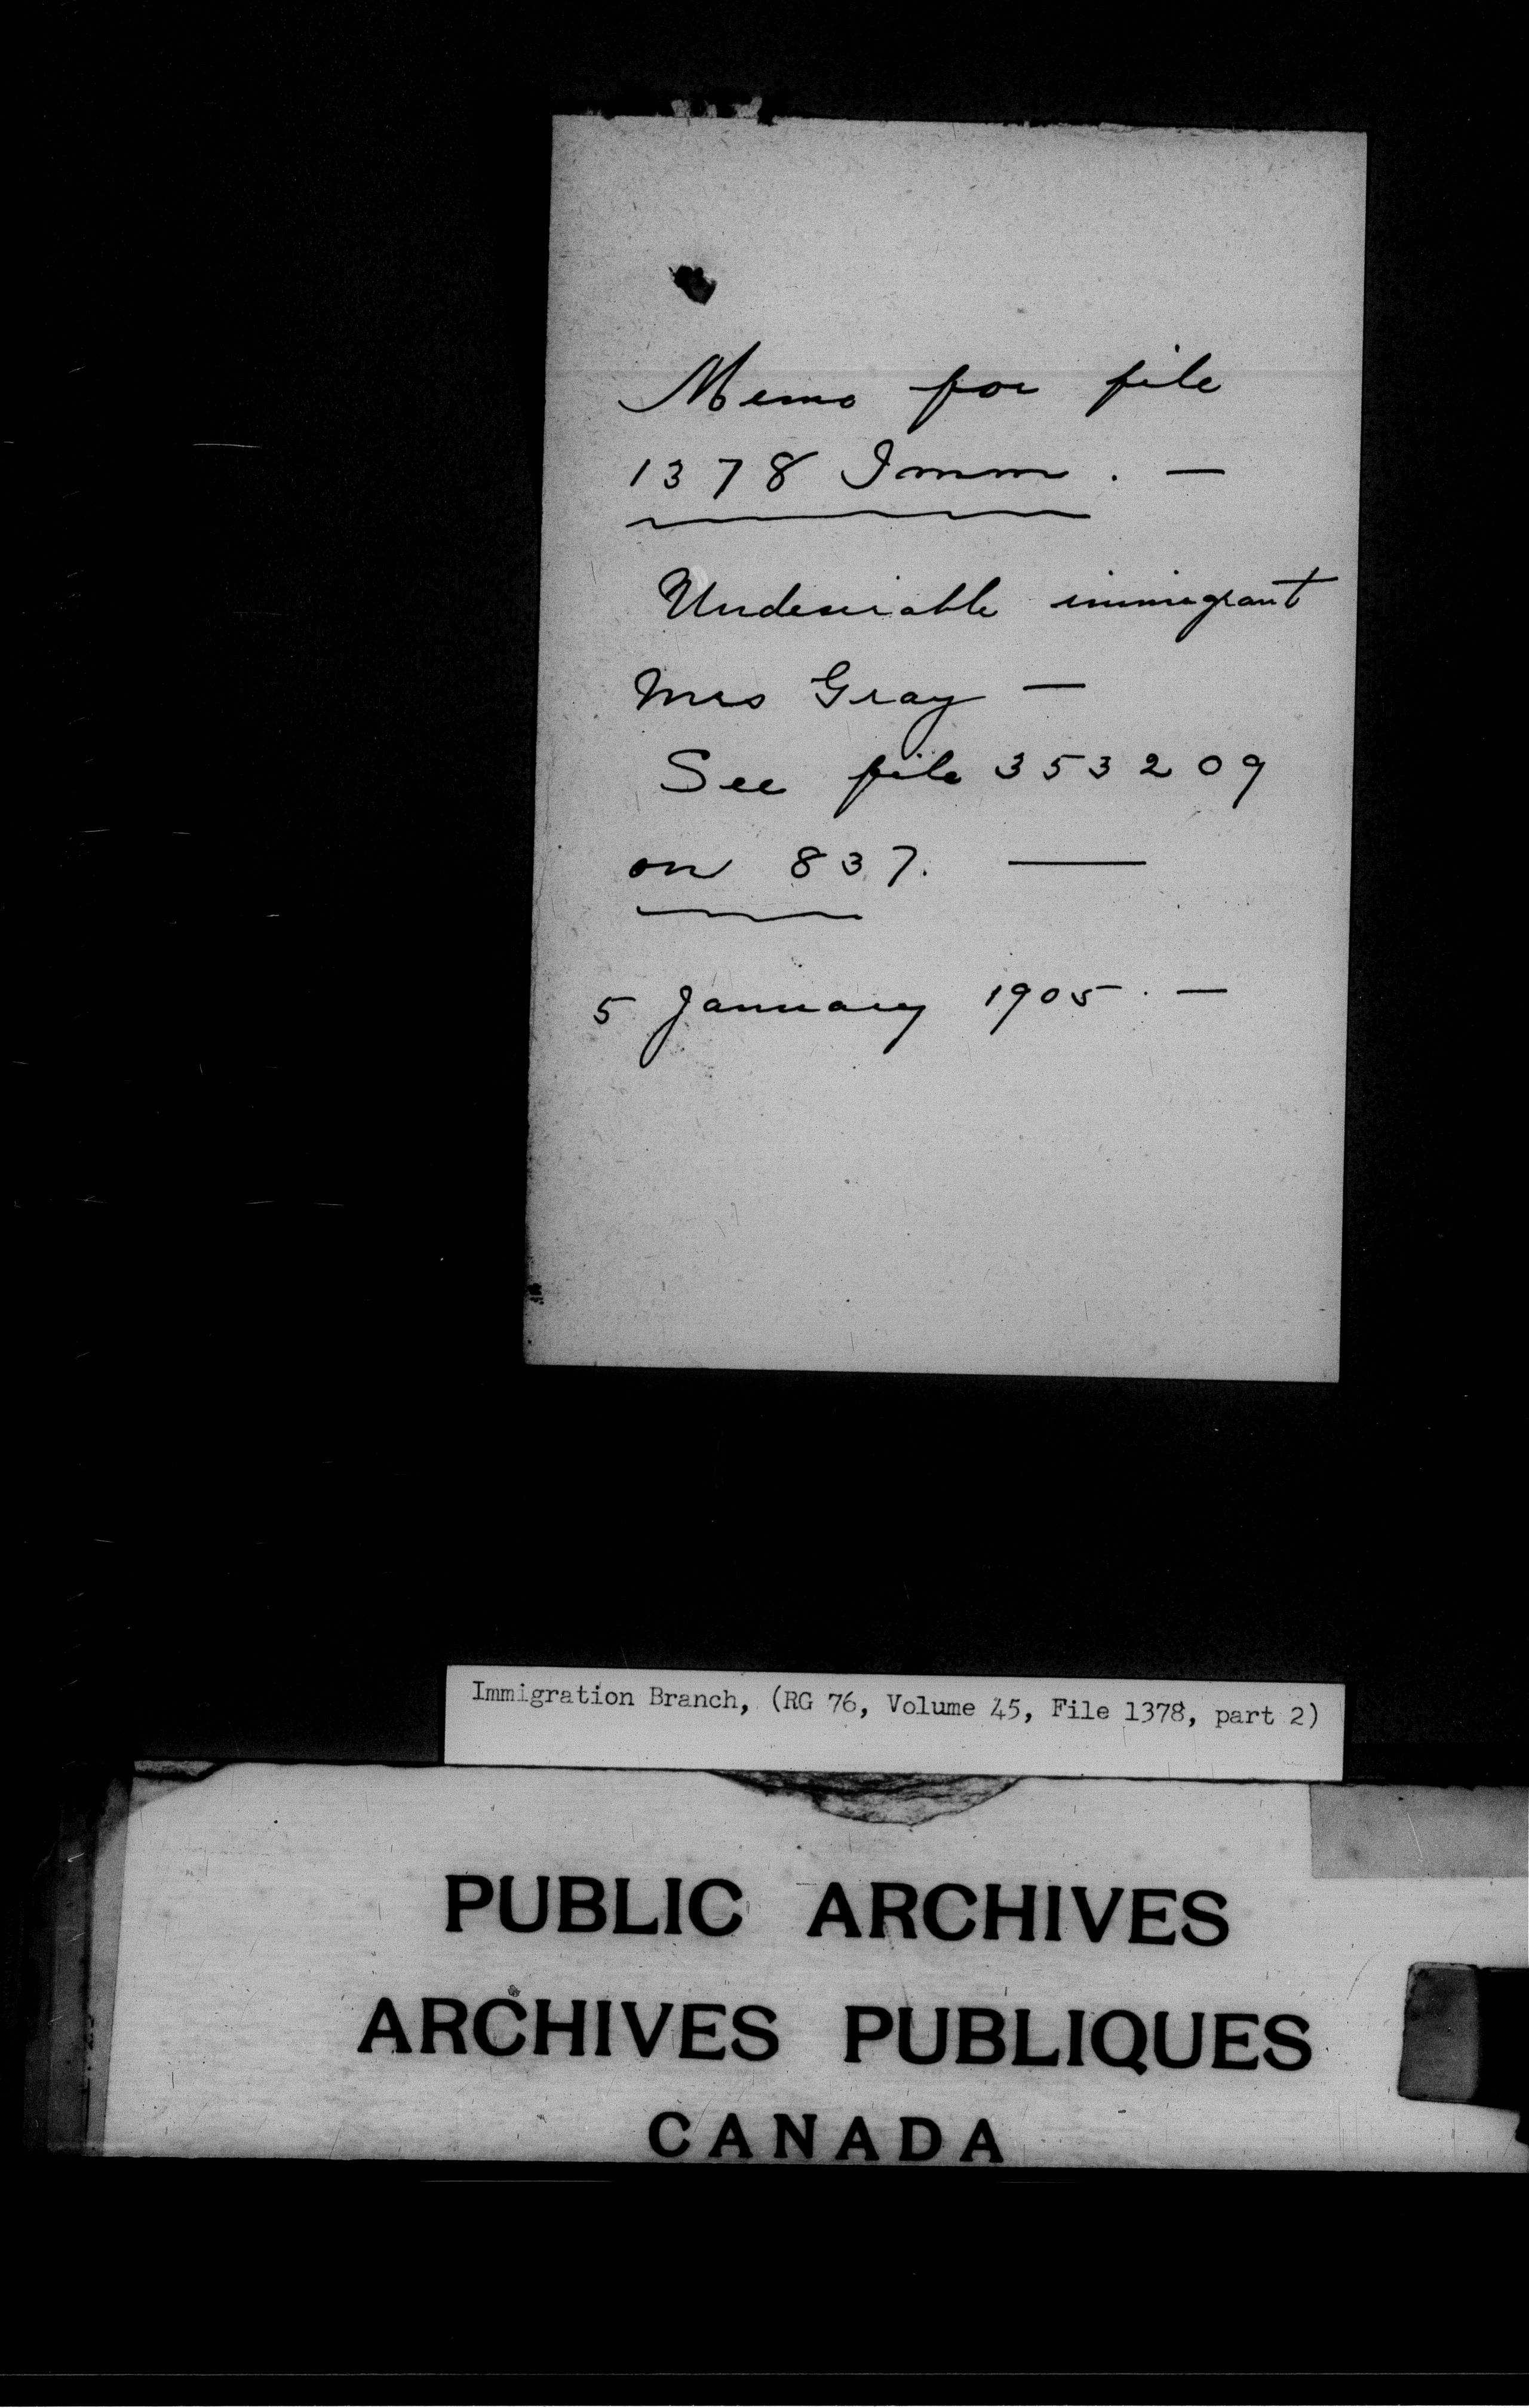 Memo for file
1378 Imm. —
Undesirable immigrant
Mrs Gray —
See file 353209
on 837. —
5 January 1905. —
Immigration Branch, (RG 76, Volume 45, File 1378, part 2)
PUBLIC ARCHIVES
ARCHIVES PUBLIQUES
CANADA